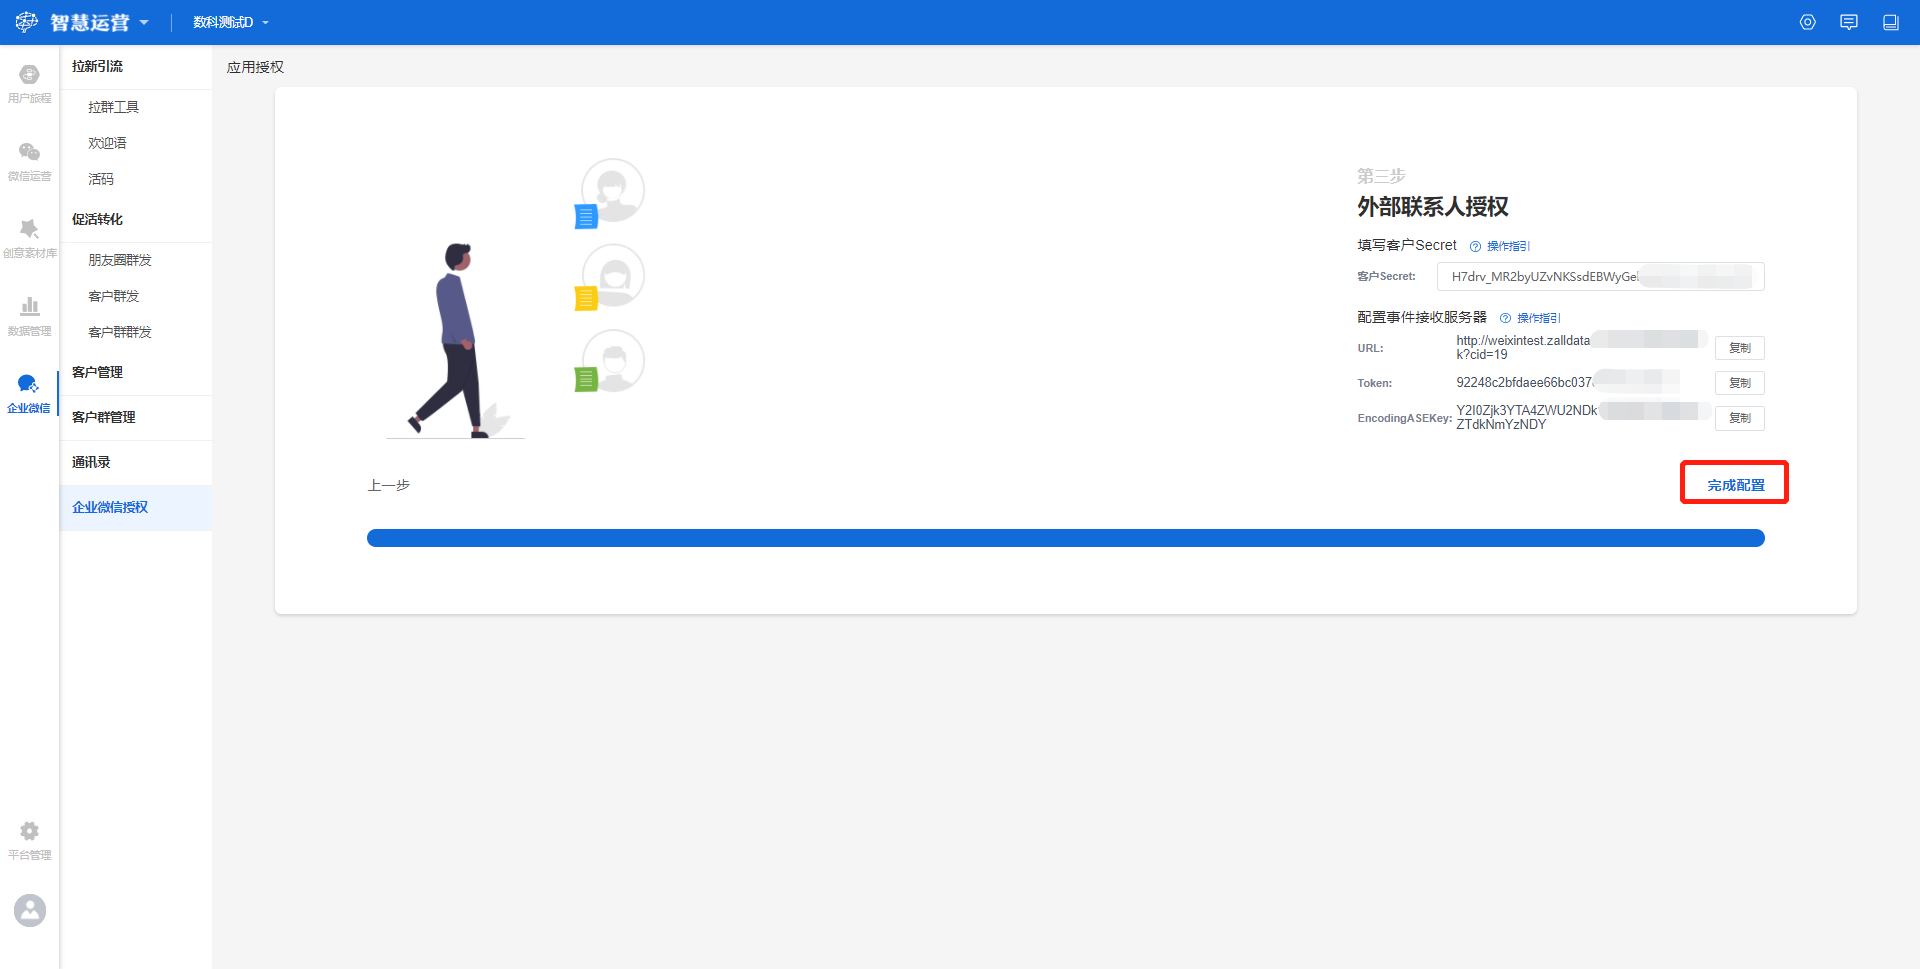 智慧运营
数科测试D
用户旅程
微信运营
创意素材库
数据管理
企业微信
平台管理
拉新引流
拉群工具
欢迎语
活码
促活转化
朋友圈群发
客户群发
客户群群发
客户管理
客户群管理
通讯录
企业微信授权
应用授权
第三步
外部联系人授权
填写客户Secret 操作指引
客户Secret: H7drv_MR2byUZvNKSsdEBWyGe
配置事件接收服务器 操作指引
URL: http://weixintest.zalldata
k?cid=19 复制
Token: 92248c2bfdaee66bc037 复制
EncodingASEKey: Y2I0Zjk3YTA4ZWU2NDk
ZTdkNmYzNDY 复制
上一步
完成配置